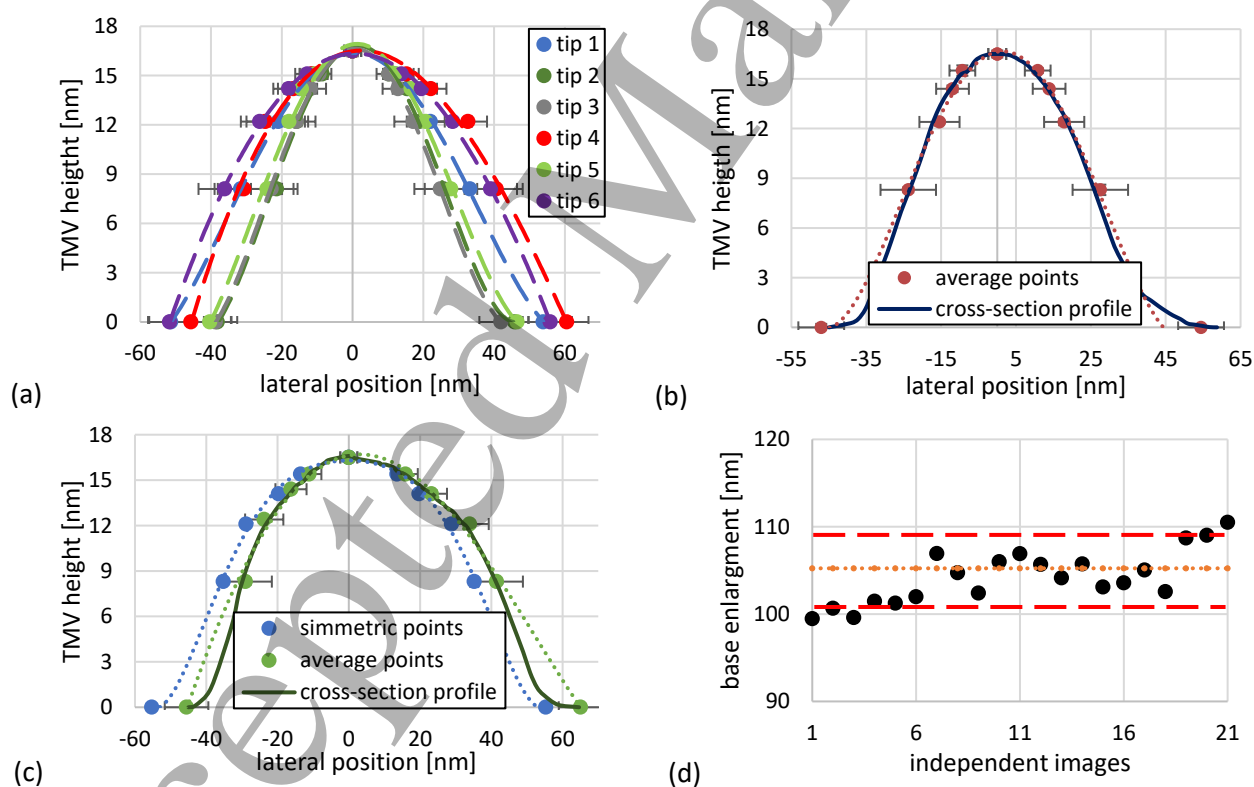 18
15
12
9
6
3
0
TMV heigtht [nm]
-60 -40 -20 0 20 40 60
lateral position [nm]
tip 1
tip 2
tip 3
tip 4
tip 5
tip 6
(a)
18
15
12
9
6
3
0
TMV heigth [nm]
average points
cross-section profile
-55 -35 -15 5 25 45 65
lateral position [nm]
(b)
18
15
12
9
6
3
0
TMV height [nm]
simmetric points
average points
cross-section profile
-60 -40 -20 0 20 40 60
lateral position [nm]
(c)
120
110
100
90
base enlargment [nm]
1 6 11 16 21
independent images
(d)
cepted Ma